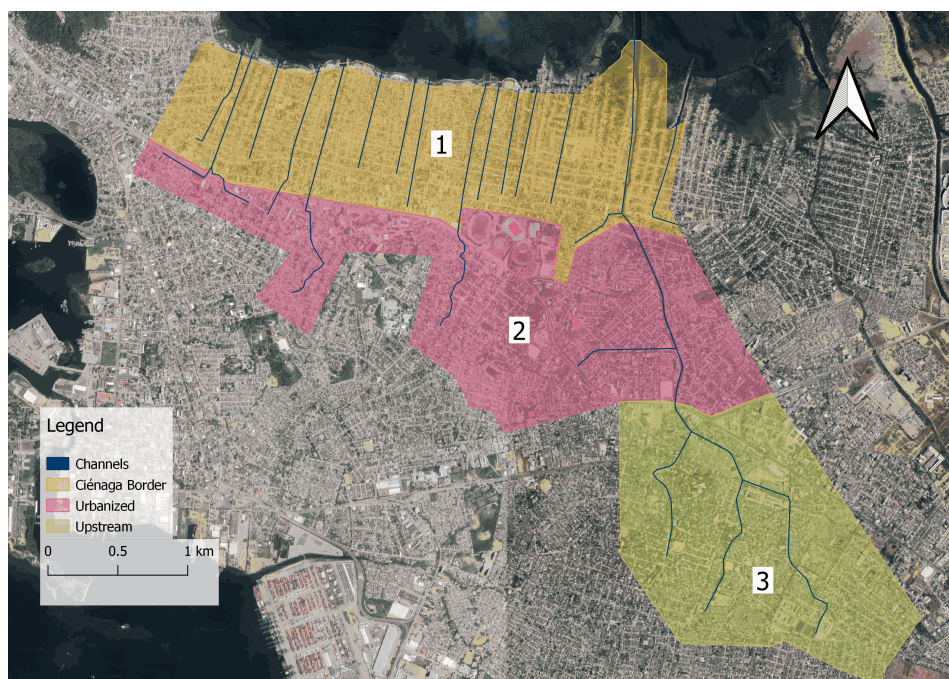 1
2
3
Legend
Channels
Ciénaga Border
Urbanized
Upstream
0 0.5 1 km